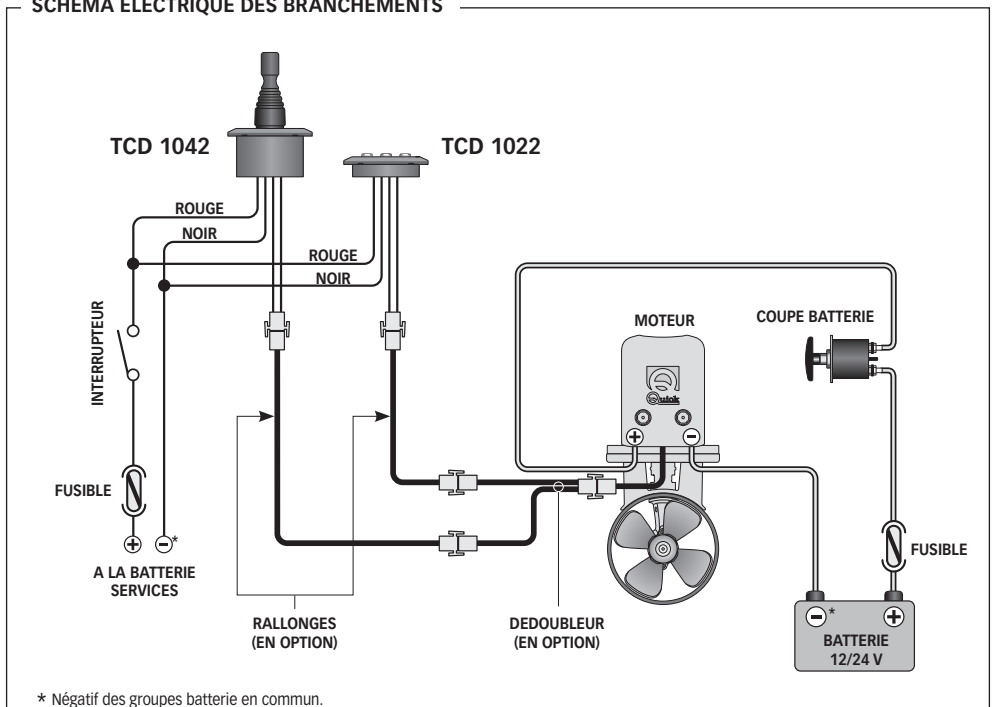 SCHEMA ELECTRIQUE DES BRANCHEMENTS
TCD 1042
TCD 1022
ROUGE
NOIR
ROUGE
NOIR
INTERRUPTEUR
MOTEUR
COUPE BATTERIE
Quick
+
−
FUSIBLE
+
−*
A LA BATTERIE
SERVICES
RALLONGES
(EN OPTION)
DEDOUBLEUR
(EN OPTION)
FUSIBLE
−*
+
BATTERIE
12/24 V
* Négatif des groupes batterie en commun.